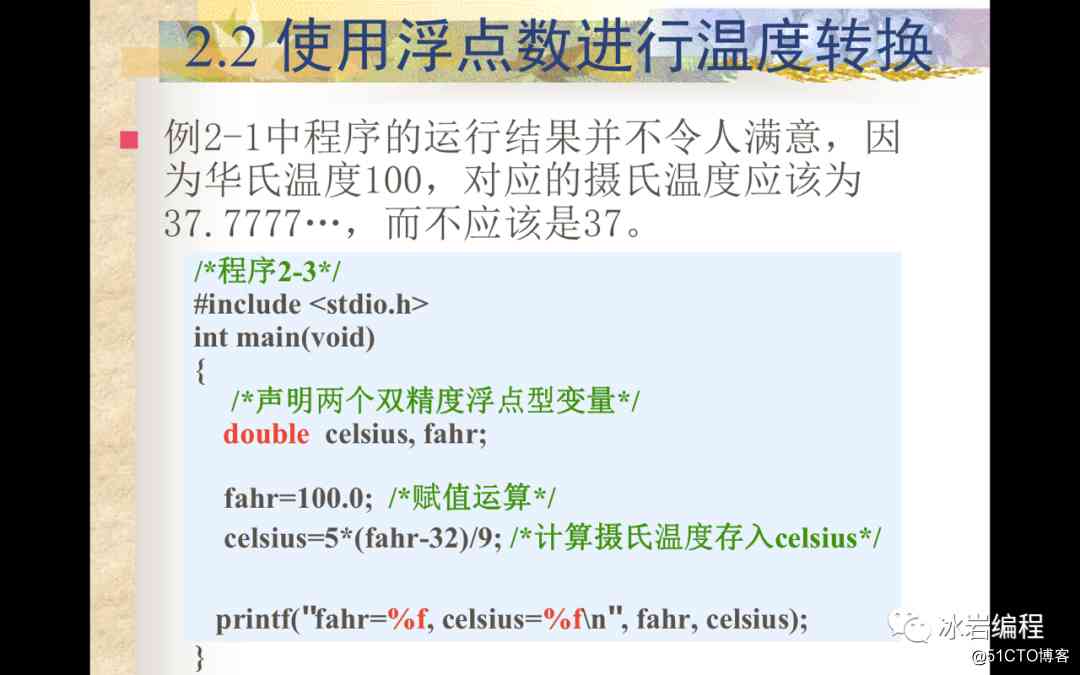 2.2 使用浮点数进行温度转换
例2-1中程序的运行结果并不令人满意，因
为华氏温度100，对应的摄氏温度应该为
37.7777…，而不应该是37。
/*程序2-3*/
#include <stdio.h>
int main(void)
{
/*声明两个双精度浮点型变量*/
double celsius, fahr;
fahr=100.0; /*赋值运算*/
celsius=5*(fahr-32)/9; /*计算摄氏温度存入celsius*/
printf("fahr=%f, celsius=%f\n", fahr, celsius);
}
冰岩编程
@51CTO博客